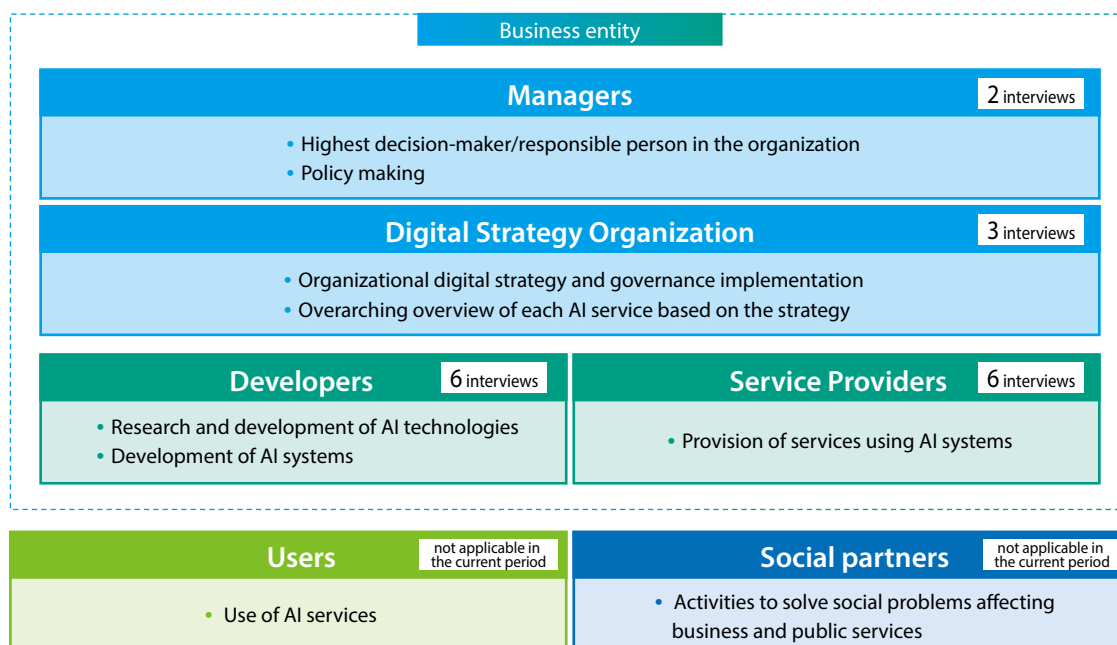 Business entity
Managers
2 interviews
• Highest decision-maker/responsible person in the organization
• Policy making
Digital Strategy Organization
3 interviews
• Organizational digital strategy and governance implementation
• Overarching overview of each AI service based on the strategy
Developers
6 interviews
• Research and development of AI technologies
• Development of AI systems
Service Providers
6 interviews
• Provision of services using AI systems
Users
not applicable in
the current period
• Use of AI services
Social partners
not applicable in
the current period
• Activities to solve social problems affecting
business and public services